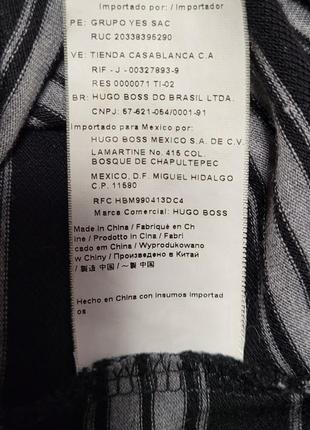 Importado por: / Importador
PE: GRUPO YES SAC
RUC 20338395290
VE: TIENDA CASABLANCA C.A
RIF - J - 00327893-9
RES 0000071 TI-02
BR: HUGO BOSS DO BRASIL LTDA.
CNPJ: 57-621-054/0001-91
Importado para Mexico por:
HUGO BOSS MEXICO S.A. DE C.V.
LAMARTINE No. 415 COL.
BOSQUE DE CHAPULTEPEC
MEXICO, D.F. MIGUEL HIDALGO
C.P. 11580
RFC HBM990413DC4
Marca Comercial: HUGO BOSS
Made in China / Fabriqué en Ch
ine / Prodotto in Cina / Fabri
cado em China / Wyprodukowano
w Chiny / Произведено в Китай
/ 製造 中国 / ～製 中国
Hecho en China con insumos importad
os